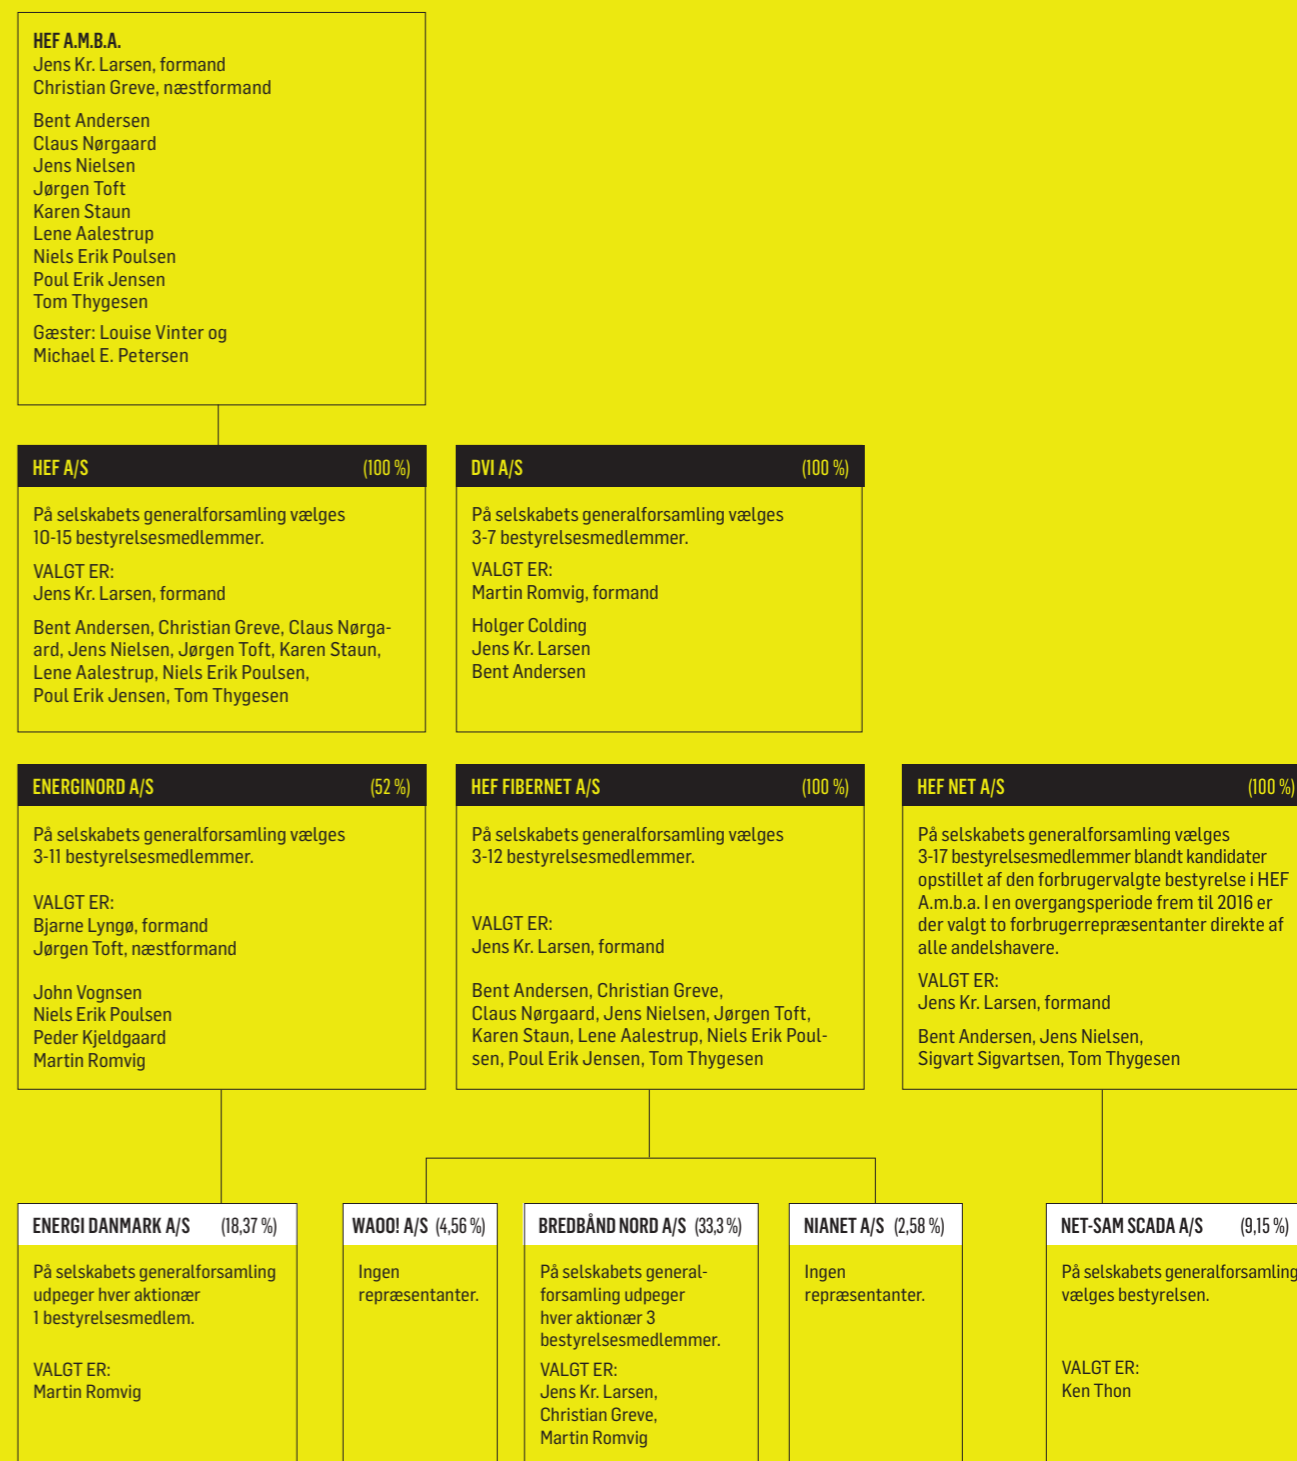 HEF A.M.B.A.
Jens Kr. Larsen, formand
Christian Greve, næstformand
Bent Andersen
Claus Nørgaard
Jens Nielsen
Jørgen Toft
Karen Staun
Lene Aalestrup
Niels Erik Poulsen
Poul Erik Jensen
Tom Thygesen
Gæster: Louise Vinter og
Michael E. Petersen
HEF A/S (100 %)
På selskabets generalforsamling vælges
10-15 bestyrelsesmedlemmer.
VALGT ER:
Jens Kr. Larsen, formand
Bent Andersen, Christian Greve, Claus Nørga-
ard, Jens Nielsen, Jørgen Toft, Karen Staun,
Lene Aalestrup, Niels Erik Poulsen,
Poul Erik Jensen, Tom Thygesen
DVI A/S (100 %)
På selskabets generalforsamling vælges
3-7 bestyrelsesmedlemmer.
VALGT ER:
Martin Romvig, formand
Holger Colding
Jens Kr. Larsen
Bent Andersen
ENERGINORD A/S (52 %)
På selskabets generalforsamling vælges
3-11 bestyrelsesmedlemmer.
VALGT ER:
Bjarne Lyngø, formand
Jørgen Toft, næstformand
John Vognsen
Niels Erik Poulsen
Peder Kjeldgaard
Martin Romvig
HEF FIBERNET A/S (100 %)
På selskabets generalforsamling vælges
3-12 bestyrelsesmedlemmer.
VALGT ER:
Jens Kr. Larsen, formand
Bent Andersen, Christian Greve,
Claus Nørgaard, Jens Nielsen, Jørgen Toft,
Karen Staun, Lene Aalestrup, Niels Erik Poul-
sen, Poul Erik Jensen, Tom Thygesen
HEF NET A/S (100 %)
På selskabets generalforsamling vælges
3-17 bestyrelsesmedlemmer blandt kandidater
opstillet af den forbrugervalgte bestyrelse i HEF
A.m.b.a. I en overgangsperiode frem til 2016 er
der valgt to forbrugerrepræsentanter direkte af
alle andelshavere.
VALGT ER:
Jens Kr. Larsen, formand
Bent Andersen, Jens Nielsen,
Sigvart Sigvartsen, Tom Thygesen
ENERGI DANMARK A/S (18,37 %)
På selskabets generalforsamling
udpeger hver aktionær
1 bestyrelsesmedlem.
VALGT ER:
Martin Romvig
WAOO! A/S (4,56 %)
Ingen
repræsentanter.
BREDBÅND NORD A/S (33,3 %)
På selskabets general-
forsamling udpeger
hver aktionær 3
bestyrelsesmedlemmer.
VALGT ER:
Jens Kr. Larsen,
Christian Greve,
Martin Romvig
NIANET A/S (2,58 %)
Ingen
repræsentanter.
NET-SAM SCADA A/S (9,15 %)
På selskabets generalforsamling
vælges bestyrelsen.
VALGT ER:
Ken Thon